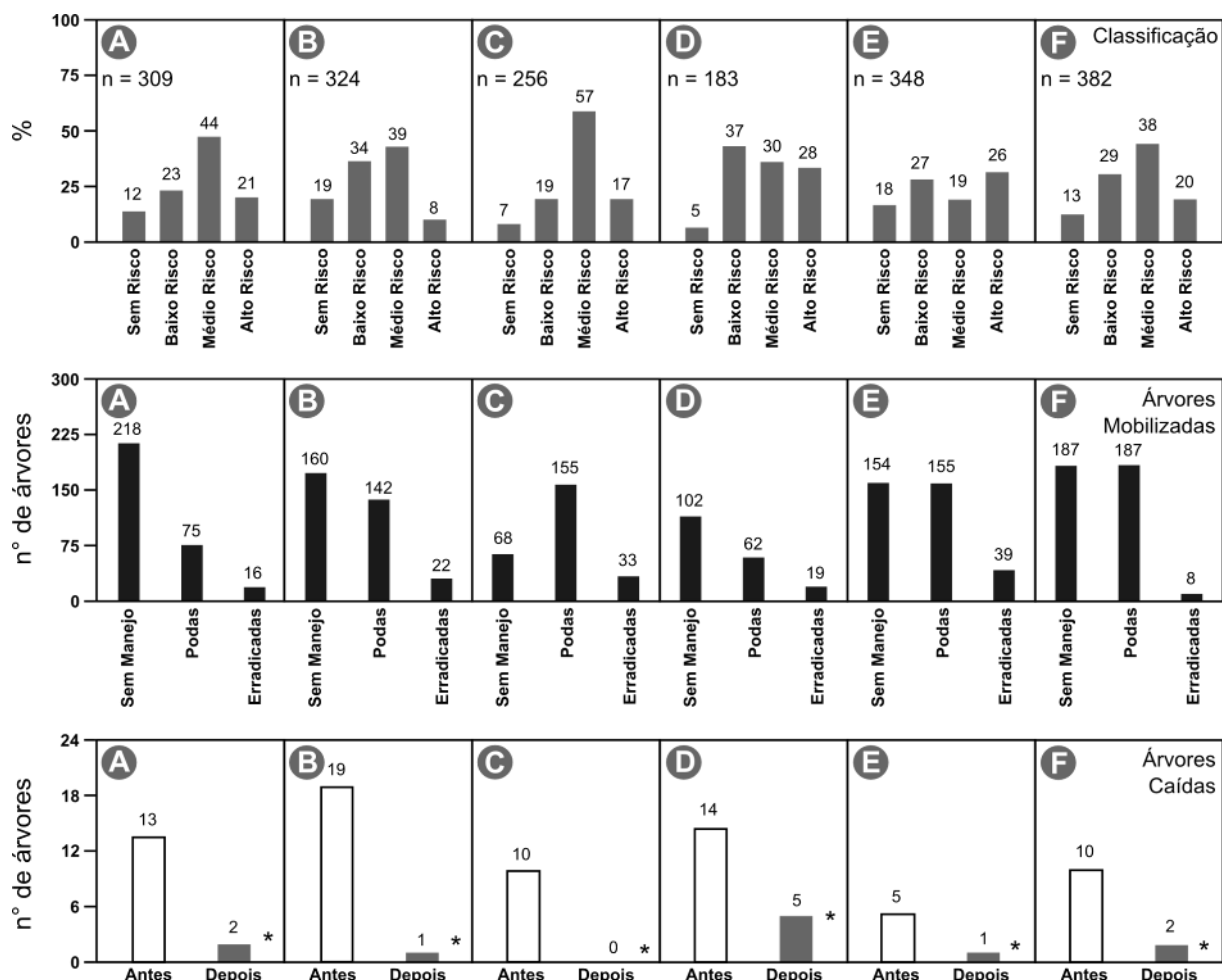 100
75
50
25
0
%
A
B
C
D
E
F
Classificação
n = 309
n = 324
n = 256
n = 183
n = 348
n = 382
12
23
44
21
19
34
39
8
7
19
57
17
5
37
30
28
18
27
19
26
13
29
38
20
Sem Risco
Baixo Risco
Médio Risco
Alto Risco
Sem Risco
Baixo Risco
Médio Risco
Alto Risco
Sem Risco
Baixo Risco
Médio Risco
Alto Risco
Sem Risco
Baixo Risco
Médio Risco
Alto Risco
Sem Risco
Baixo Risco
Médio Risco
Alto Risco
Sem Risco
Baixo Risco
Médio Risco
Alto Risco
300
225
150
75
0
n° de árvores
A
B
C
D
E
F
Árvores
Mobilizadas
218
75
16
160
142
22
68
155
33
102
62
19
154
155
39
187
187
8
Sem Manejo
Podas
Erradicadas
Sem Manejo
Podas
Erradicadas
Sem Manejo
Podas
Erradicadas
Sem Manejo
Podas
Erradicadas
Sem Manejo
Podas
Erradicadas
Sem Manejo
Podas
Erradicadas
24
18
12
6
0
n° de árvores
A
B
C
D
E
F
Árvores
Caídas
13
2 *
19
1 *
10
0 *
14
5 *
5
1 *
10
2 *
Antes
Depois
Antes
Depois
Antes
Depois
Antes
Depois
Antes
Depois
Antes
Depois